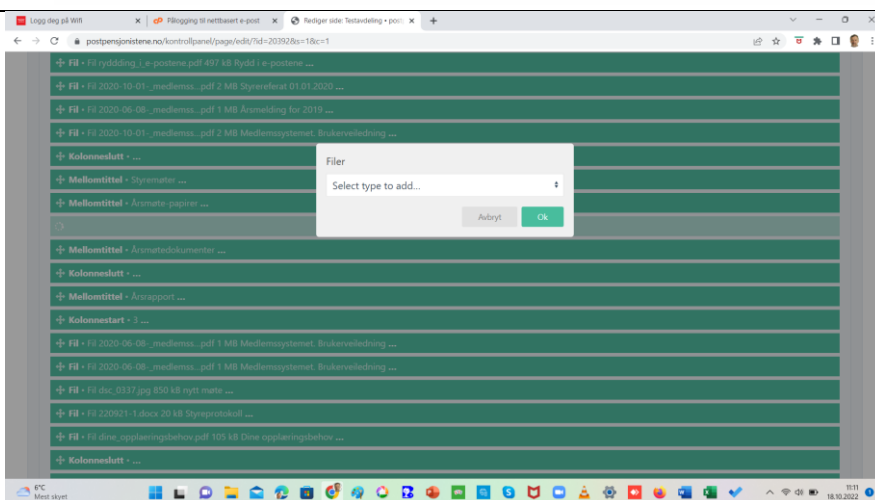 Logg deg på Wifi
Pålogging til nettbasert e-post
Rediger side: Testavdeling • post
postpensjonistene.no/kontrollpanel/page/edit/?id=20392&s=1&c=1
Fil • Fil ryddding_i_e-postene.pdf 497 kB Rydd i e-postene ...
Fil • Fil 2020-10-01-_medlemss...pdf 2 MB Styrereferat 01.01.2020 ...
Fil • Fil 2020-06-08-_medlemss...pdf 1 MB Årsmelding for 2019 ...
Fil • Fil 2020-10-01-_medlemss...pdf 2 MB Medlemssystemet, Brukerveiledning ...
Kolonneslutt • ...
Mellomtittel • Styremøter ...
Mellomtittel • Årsmøte-papirer ...
Filer
Select type to add...
Avbryt
Ok
Mellomtittel • Årsmøtedokumenter ...
Kolonneslutt • ...
Mellomtittel • Årsrapport ...
Kolonnestart • 3 ...
Fil • Fil 2020-06-08-_medlemss...pdf 1 MB Medlemssystemet, Brukerveiledning ...
Fil • Fil 2020-06-08-_medlemss...pdf 1 MB Medlemssystemet, Brukerveiledning ...
Fil • Fil dsc_0337.jpg 850 kB nytt møte ...
Fil • Fil 220921-1.docx 20 kB Styreprotokoll ...
Fil • Fil dine_opplaeringsbehov.pdf 105 kB Dine opplæringsbehov ...
Kolonneslutt • ...
6°C
Mest skyet
11:11
18.10.2022